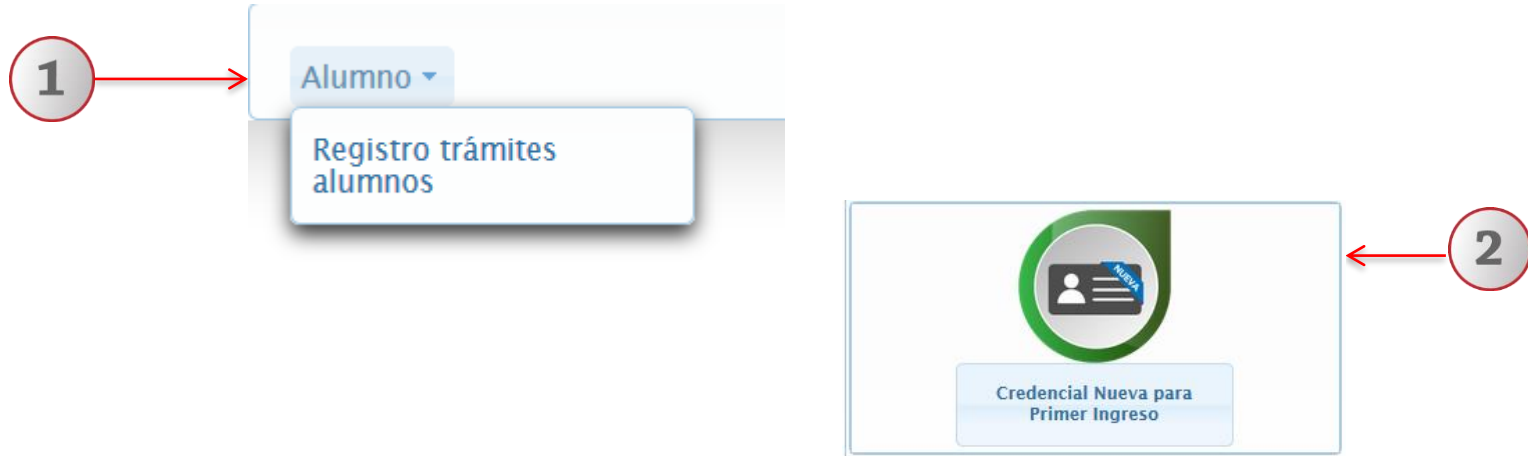 1
Alumno
Registro trámites
alumnos
2
NUEVA
Credencial Nueva para
Primer Ingreso